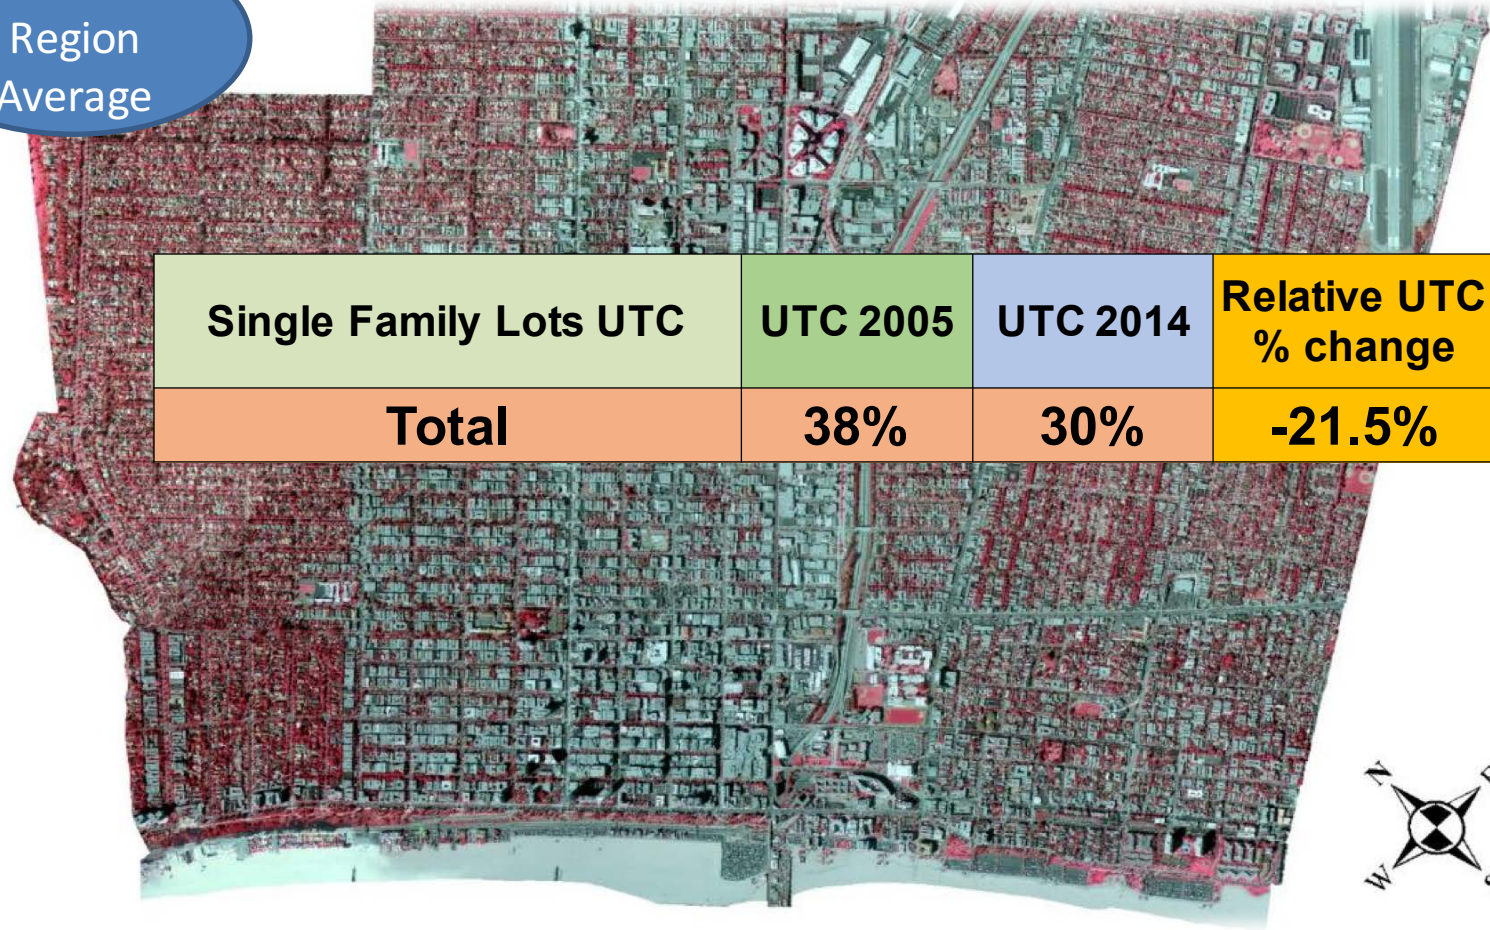 Region
Average
Single Family Lots UTC
UTC 2005
UTC 2014
Relative UTC
% change
Total
38%
30%
-21.5%
N
W